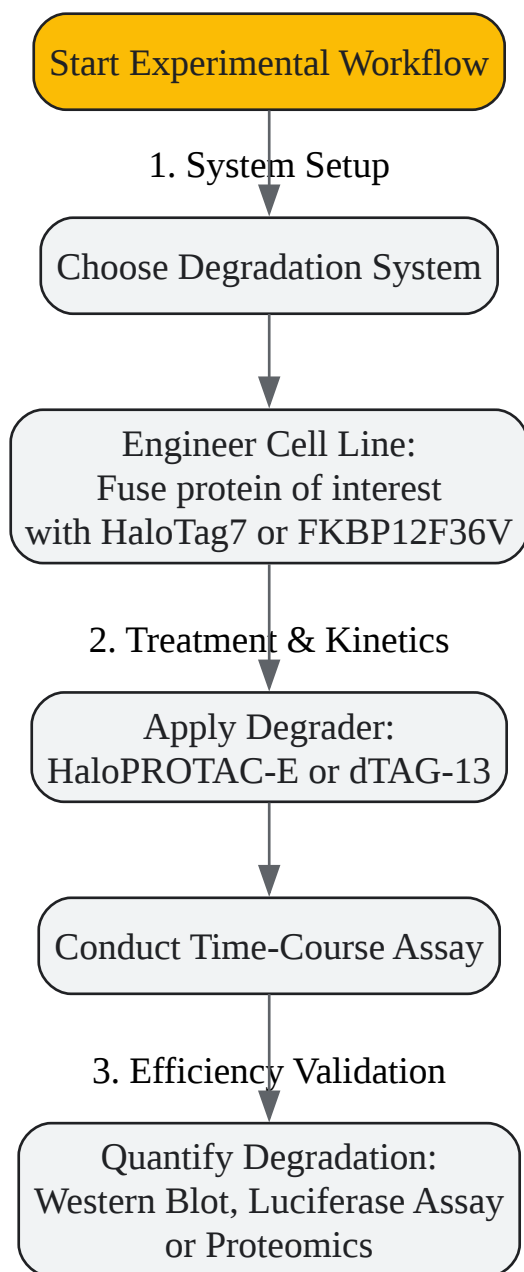 Start Experimental Workflow
1. System Setup
Choose Degradation System
Engineer Cell Line:
Fuse protein of interest
with HaloTag7 or FKBP12F36V
2. Treatment & Kinetics
Apply Degrader:
HaloPROTAC-E or dTAG-13
Conduct Time-Course Assay
3. Efficiency Validation
Quantify Degradation:
Western Blot, Luciferase Assay
or Proteomics